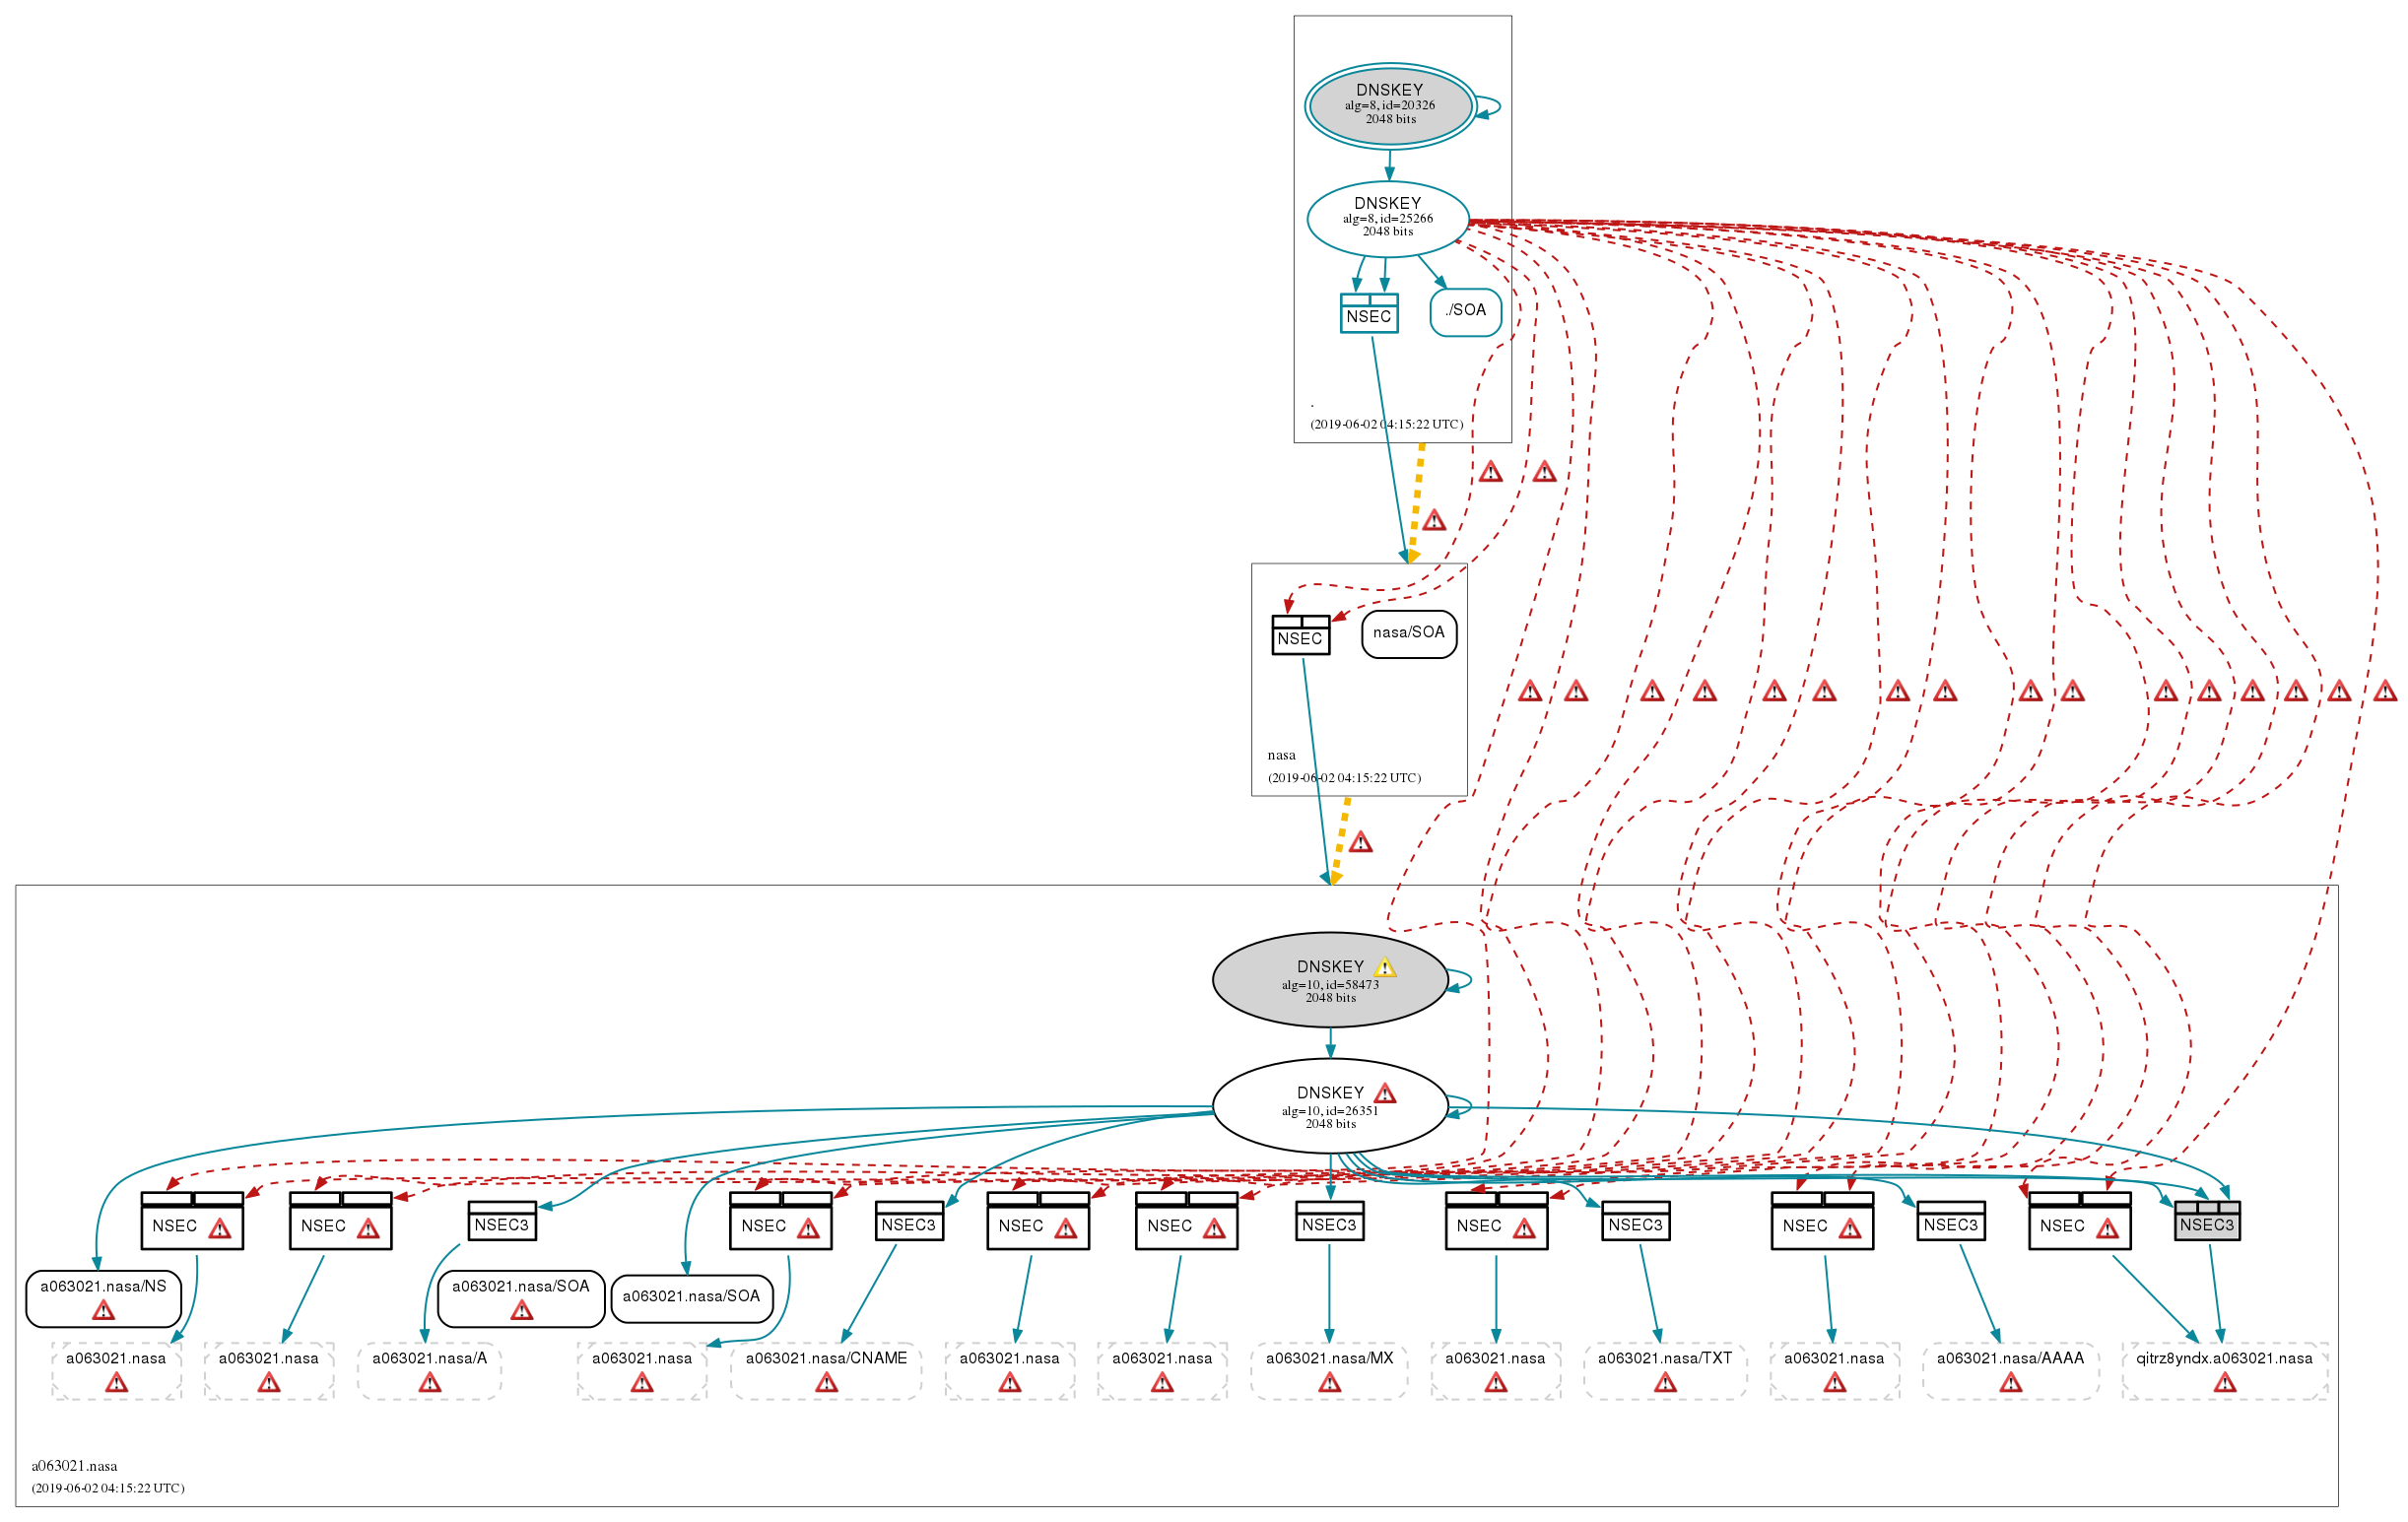 DNSKEY
alg=8, id=20326
2048 bits
DNSKEY
alg=8, id=25266
2048 bits
NSEC
./SOA
.
(2019-06-02 04:15:22 UTC)
NSEC
nasa/SOA
nasa
(2019-06-02 04:15:22 UTC)
DNSKEY
alg=10, id=58473
2048 bits
DNSKEY
alg=10, id=26351
2048 bits
NSEC
NSEC
NSEC3
NSEC
NSEC3
NSEC
NSEC
NSEC3
NSEC
NSEC3
NSEC
NSEC3
NSEC
NSEC3
a063021.nasa/NS
a063021.nasa/SOA
a063021.nasa/SOA
a063021.nasa
a063021.nasa
a063021.nasa/A
a063021.nasa
a063021.nasa/CNAME
a063021.nasa
a063021.nasa
a063021.nasa/MX
a063021.nasa
a063021.nasa/TXT
a063021.nasa
a063021.nasa/AAAA
qitrz8yndx.a063021.nasa
a063021.nasa
(2019-06-02 04:15:22 UTC)